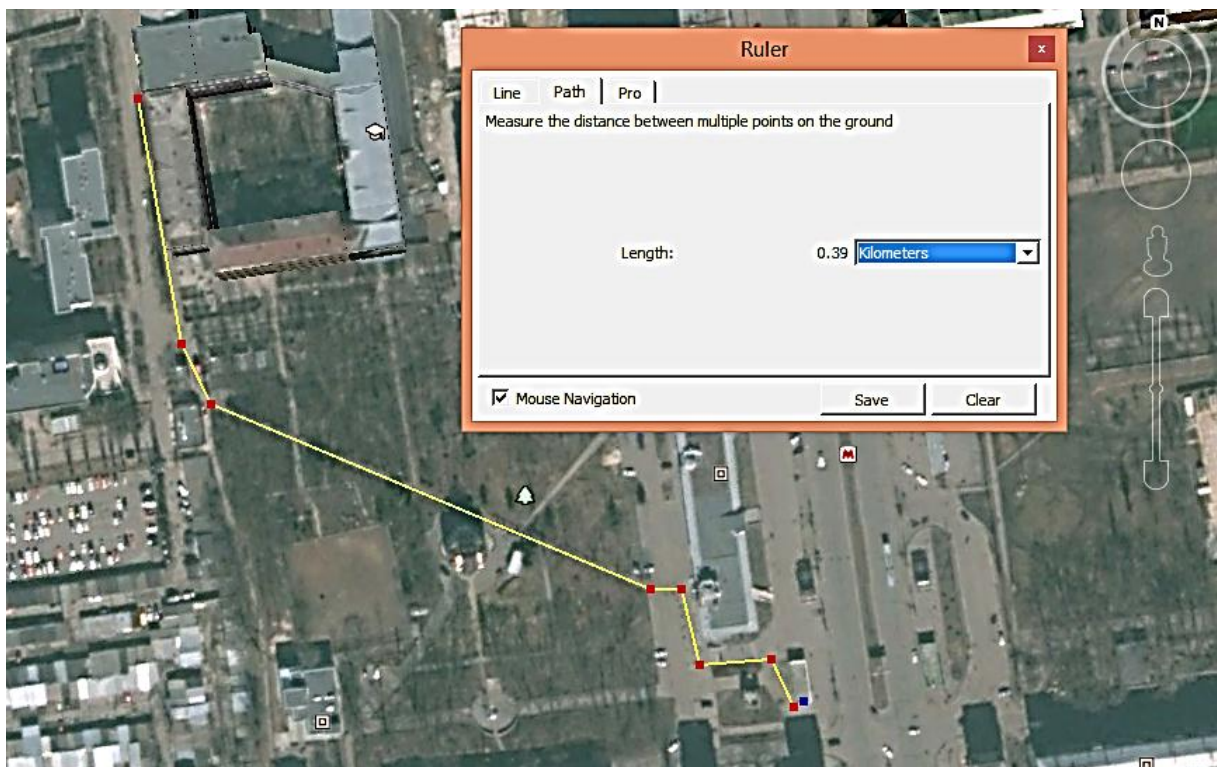 N
Ruler
x
Line Path Pro
Measure the distance between multiple points on the ground
Length: 0.39 Kilometers
Mouse Navigation Save Clear
M